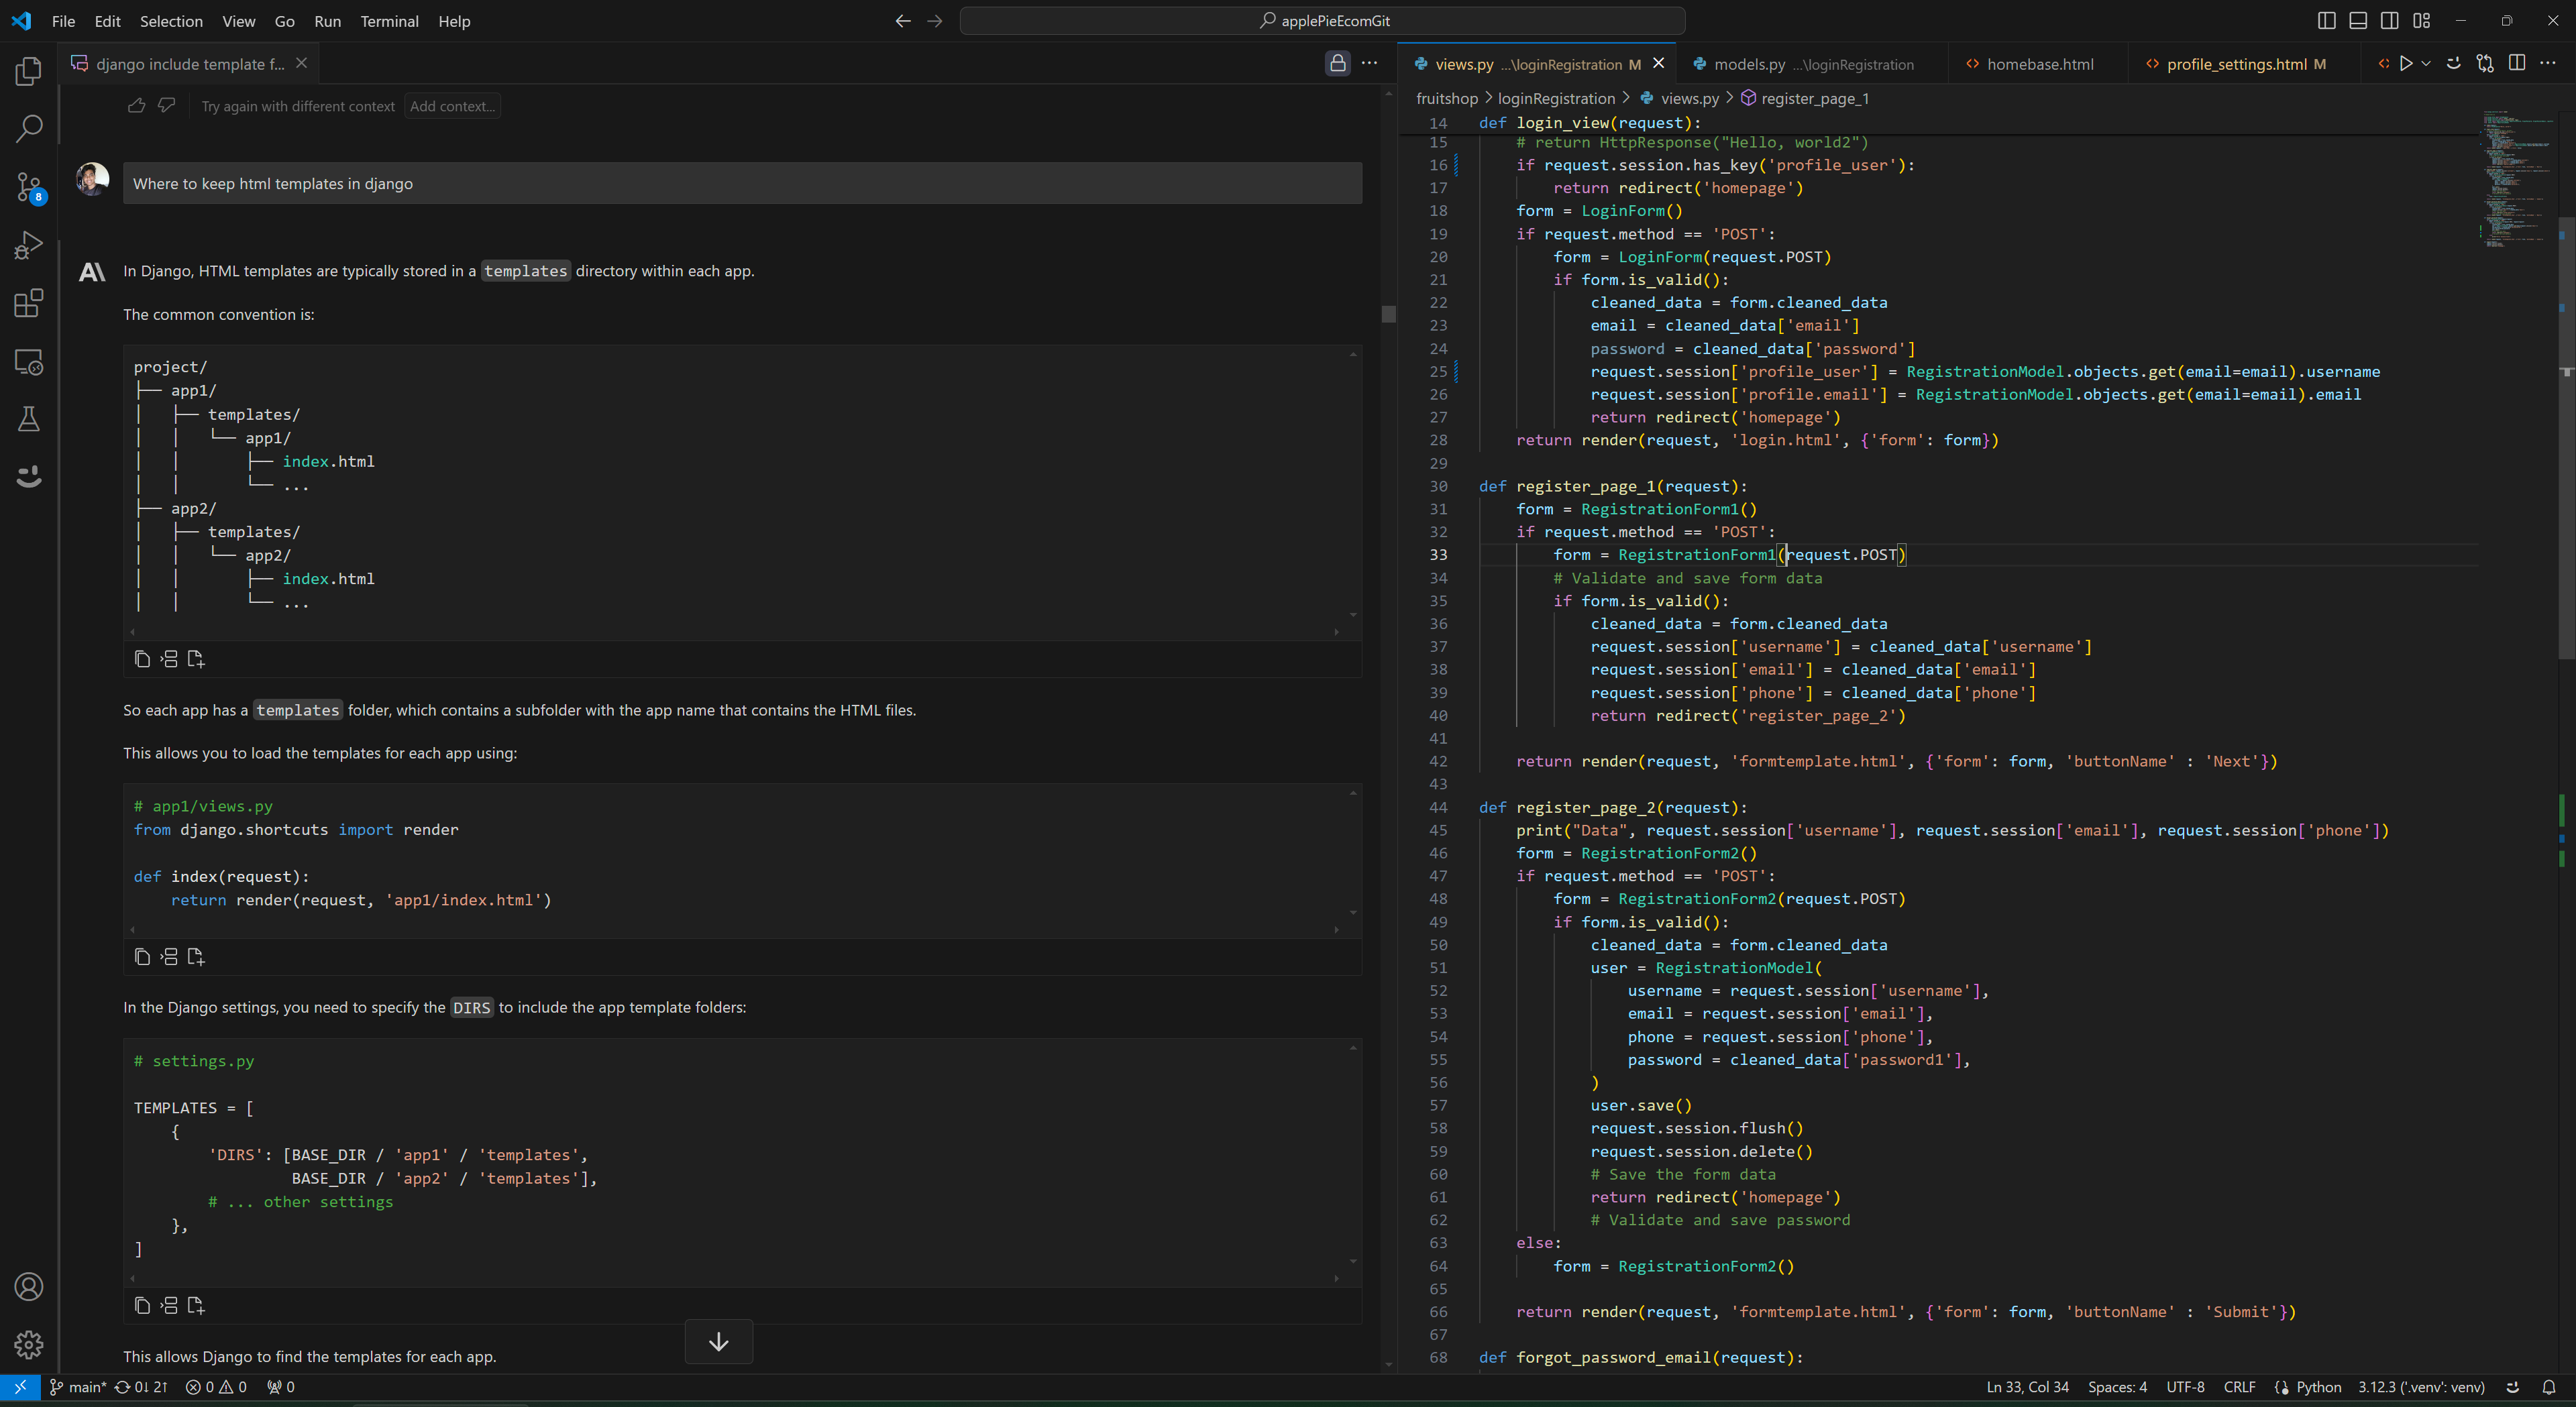 File Edit Selection View Go Run Terminal Help
applePieEcomGit
django include template f...
views.py ...\loginRegistration M
models.py ...\loginRegistration
homebase.html
profile_settings.html M
Try again with different context Add context...
Where to keep html templates in django
In Django, HTML templates are typically stored in a templates directory within each app.
The common convention is:
project/
├── app1/
│   ├── templates/
│   │   └── app1/
│   │       ├── index.html
│   │       └── ...
├── app2/
│   ├── templates/
│   │   └── app2/
│   │       ├── index.html
│   │       └── ...
So each app has a templates folder, which contains a subfolder with the app name that contains the HTML files.
This allows you to load the templates for each app using:
# app1/views.py
from django.shortcuts import render
def index(request):
    return render(request, 'app1/index.html')
In the Django settings, you need to specify the DIRS to include the app template folders:
# settings.py
TEMPLATES = [
    {
        'DIRS': [BASE_DIR / 'app1' / 'templates',
                 BASE_DIR / 'app2' / 'templates'],
        # ... other settings
    },
]
This allows Django to find the templates for each app.
8
fruitshop > loginRegistration > views.py > register_page_1
14 def login_view(request):
15     # return HttpResponse("Hello, world2")
16     if request.session.has_key('profile_user'):
17         return redirect('homepage')
18     form = LoginForm()
19     if request.method == 'POST':
20         form = LoginForm(request.POST)
21         if form.is_valid():
22             cleaned_data = form.cleaned_data
23             email = cleaned_data['email']
24             password = cleaned_data['password']
25             request.session['profile_user'] = RegistrationModel.objects.get(email=email).username
26             request.session['profile.email'] = RegistrationModel.objects.get(email=email).email
27             return redirect('homepage')
28     return render(request, 'login.html', {'form': form})
29
30 def register_page_1(request):
31     form = RegistrationForm1()
32     if request.method == 'POST':
33         form = RegistrationForm1(request.POST)
34         # Validate and save form data
35         if form.is_valid():
36             cleaned_data = form.cleaned_data
37             request.session['username'] = cleaned_data['username']
38             request.session['email'] = cleaned_data['email']
39             request.session['phone'] = cleaned_data['phone']
40             return redirect('register_page_2')
41
42     return render(request, 'formtemplate.html', {'form': form, 'buttonName' : 'Next'})
43
44 def register_page_2(request):
45     print("Data", request.session['username'], request.session['email'], request.session['phone'])
46     form = RegistrationForm2()
47     if request.method == 'POST':
48         form = RegistrationForm2(request.POST)
49         if form.is_valid():
50             cleaned_data = form.cleaned_data
51             user = RegistrationModel(
52                 username = request.session['username'],
53                 email = request.session['email'],
54                 phone = request.session['phone'],
55                 password = cleaned_data['password1'],
56             )
57             user.save()
58             request.session.flush()
59             request.session.delete()
60             # Save the form data
61             return redirect('homepage')
62             # Validate and save password
63     else:
64         form = RegistrationForm2()
65
66     return render(request, 'formtemplate.html', {'form': form, 'buttonName' : 'Submit'})
67
68 def forgot_password_email(request):
main* 0↓ 2↑ 0 0 0
Ln 33, Col 34 Spaces: 4 UTF-8 CRLF Python 3.12.3 ('.venv': venv)